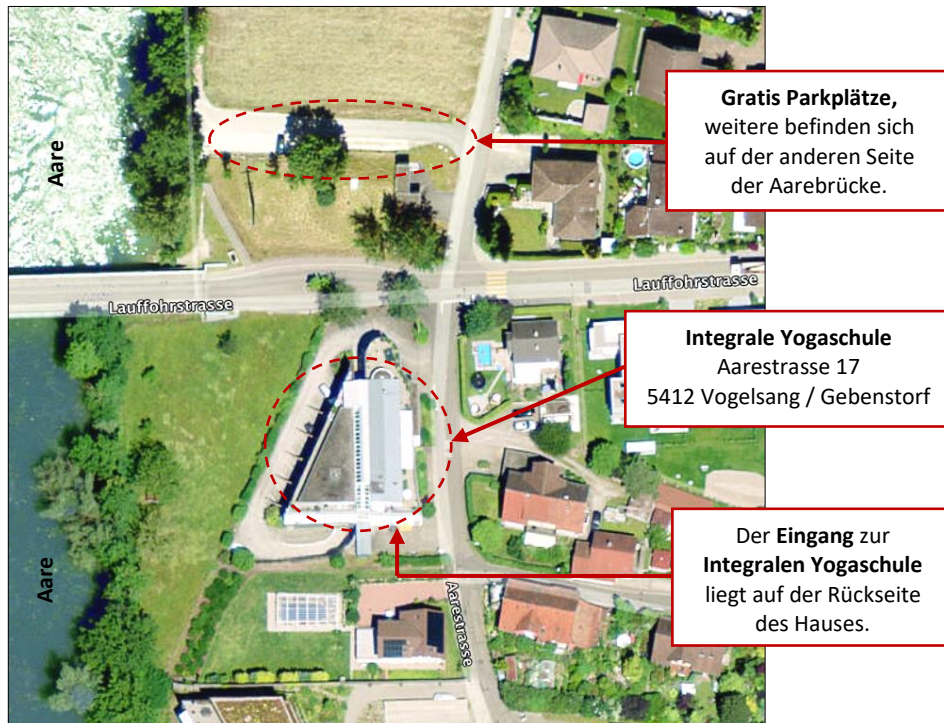 Gratis Parkplätze,
weitere befinden sich
auf der anderen Seite
der Aarebrücke.
Aare
Lauffohrstrasse
Lauffohrstrasse
Integrale Yogaschule
Aarestrasse 17
5412 Vogelsang / Gebenstorf
Der Eingang zur
Integralen Yogaschule
liegt auf der Rückseite
des Hauses.
Aare
Aarestrasse